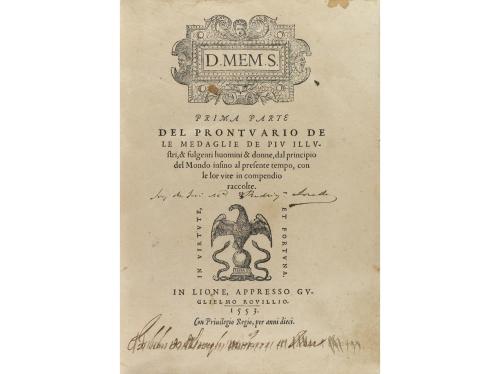 D. MEM. S.
PRIMA PARTE
DEL PRONTVARIO DE
LE MEDAGLIE DE PIV ILLV-
stri, & fulgenti huomini & donne, dal principio
del Mondo insino al presente tempo, con
le lor vite in compendio
raccolte.
IN VIRTVTE,
ET FORTVNA.
IN LIONE, APPRESSO GV-
GLIELMO ROVILLIO.
1553.
Con Priuilegio Regio, per anni dieci.